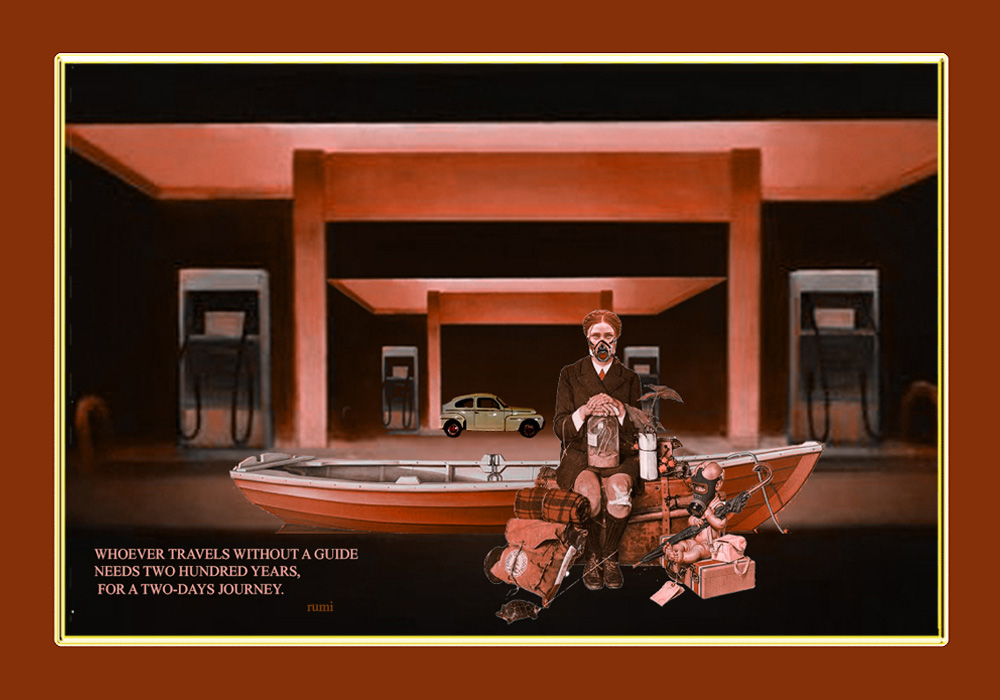 WHOEVER TRAVELS WITHOUT A GUIDE
NEEDS TWO HUNDRED YEARS,
FOR A TWO-DAYS JOURNEY.
rumi